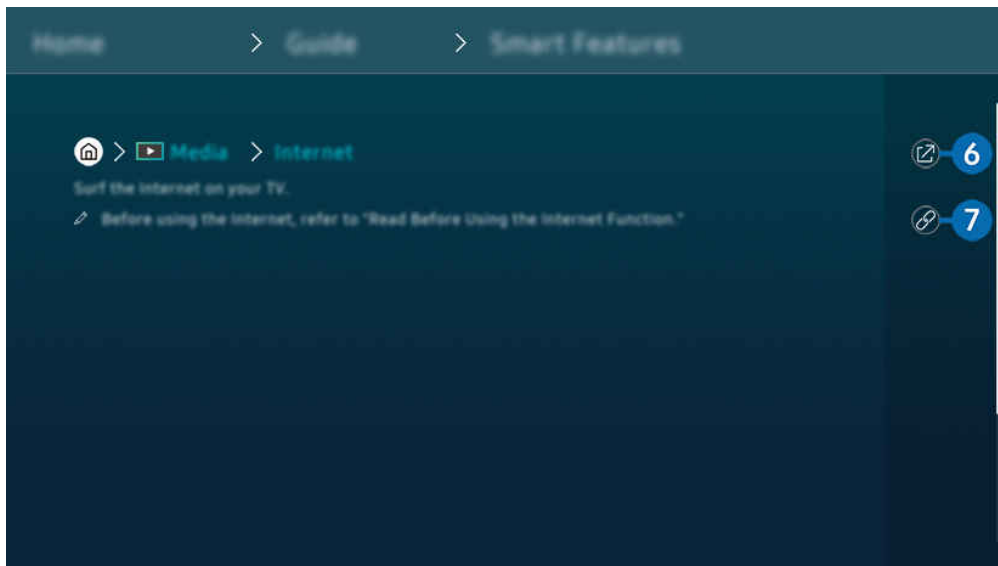 Home > Guide > Smart Features
> Media > Internet
Surf the Internet on your TV.
Before using the Internet, refer to "Read Before Using the Internet Function."
6
7